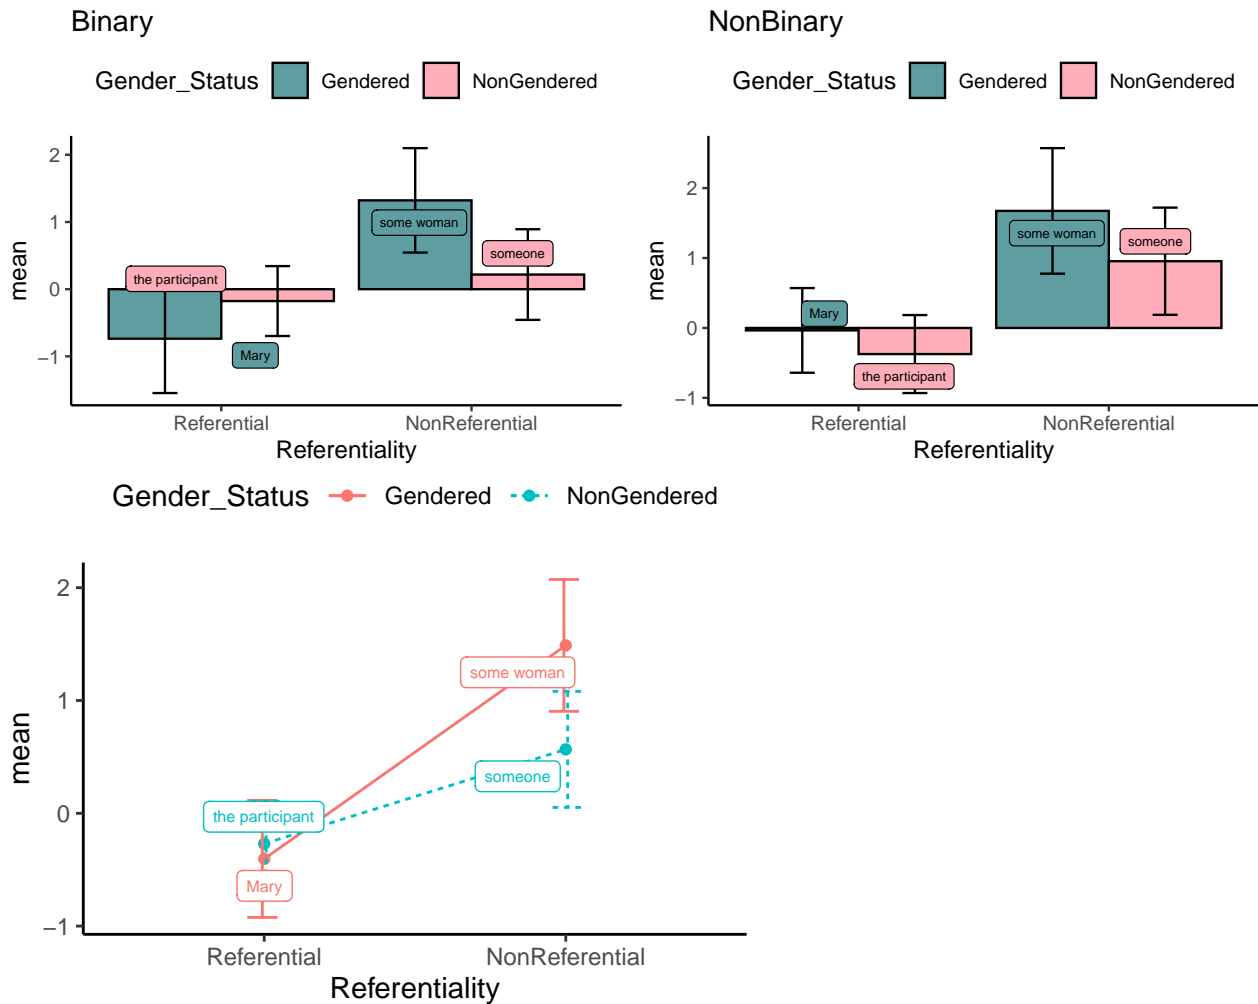 Binary
Gender_Status Gendered NonGendered
2
1
0
−1
mean
some woman
someone
the participant
Mary
Referential NonReferential
Referentiality
NonBinary
Gender_Status Gendered NonGendered
2
1
0
−1
mean
some woman
someone
Mary
the participant
Referential NonReferential
Referentiality
Gender_Status Gendered NonGendered
2
1
0
−1
mean
some woman
someone
the participant
Mary
Referential NonReferential
Referentiality